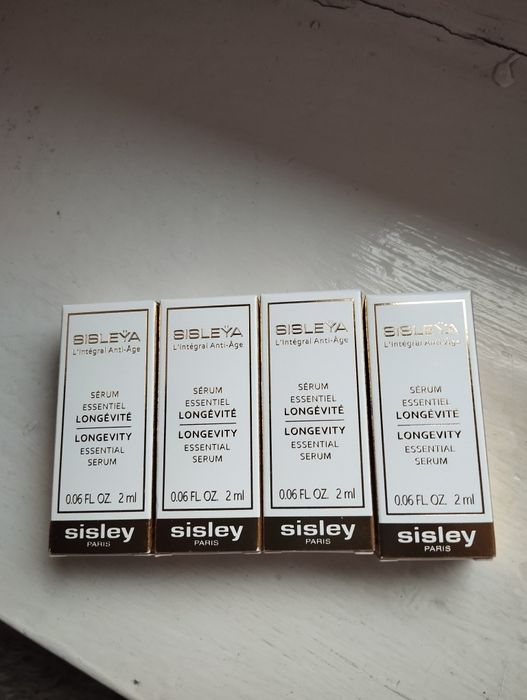 SISLEŸA
L'Intégral Anti-Âge
SÉRUM
ESSENTIEL
LONGÉVITÉ
LONGEVITY
ESSENTIAL
SERUM
0.06 FL. OZ. 2 ml
sisley
PARIS
SISLEŸA
L'Intégral Anti-Âge
SÉRUM
ESSENTIEL
LONGÉVITÉ
LONGEVITY
ESSENTIAL
SERUM
0.06 FL. OZ. 2 ml
sisley
PARIS
SISLEŸA
L'Intégral Anti-Âge
SÉRUM
ESSENTIEL
LONGÉVITÉ
LONGEVITY
ESSENTIAL
SERUM
0.06 FL. OZ. 2 ml
sisley
PARIS
SISLEŸA
L'Intégral Anti-Âge
SÉRUM
ESSENTIEL
LONGÉVITÉ
LONGEVITY
ESSENTIAL
SERUM
0.06 FL. OZ. 2 ml
sisley
PARIS